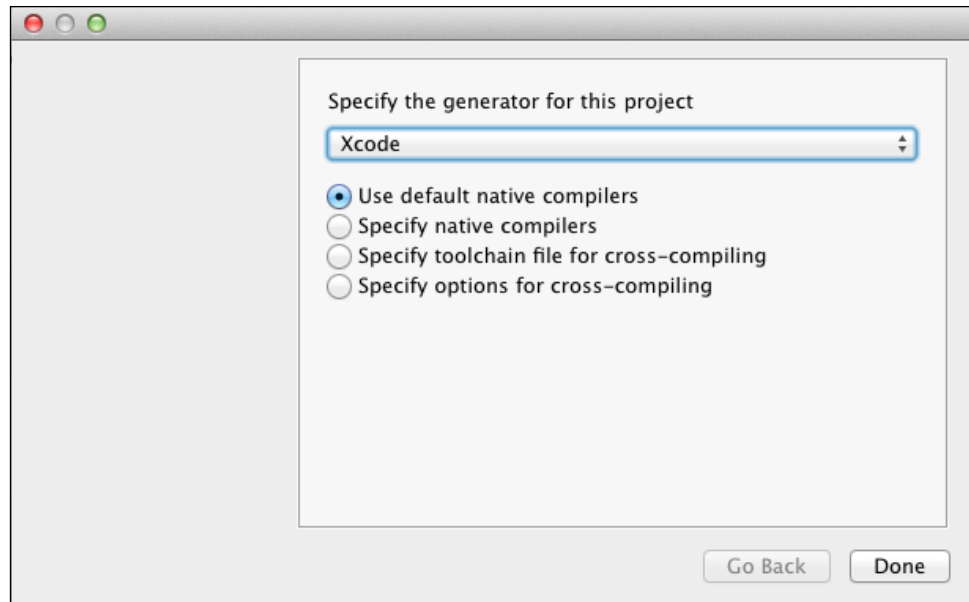 Specify the generator for this project
Xcode
Use default native compilers
Specify native compilers
Specify toolchain file for cross-compiling
Specify options for cross-compiling
Go Back
Done